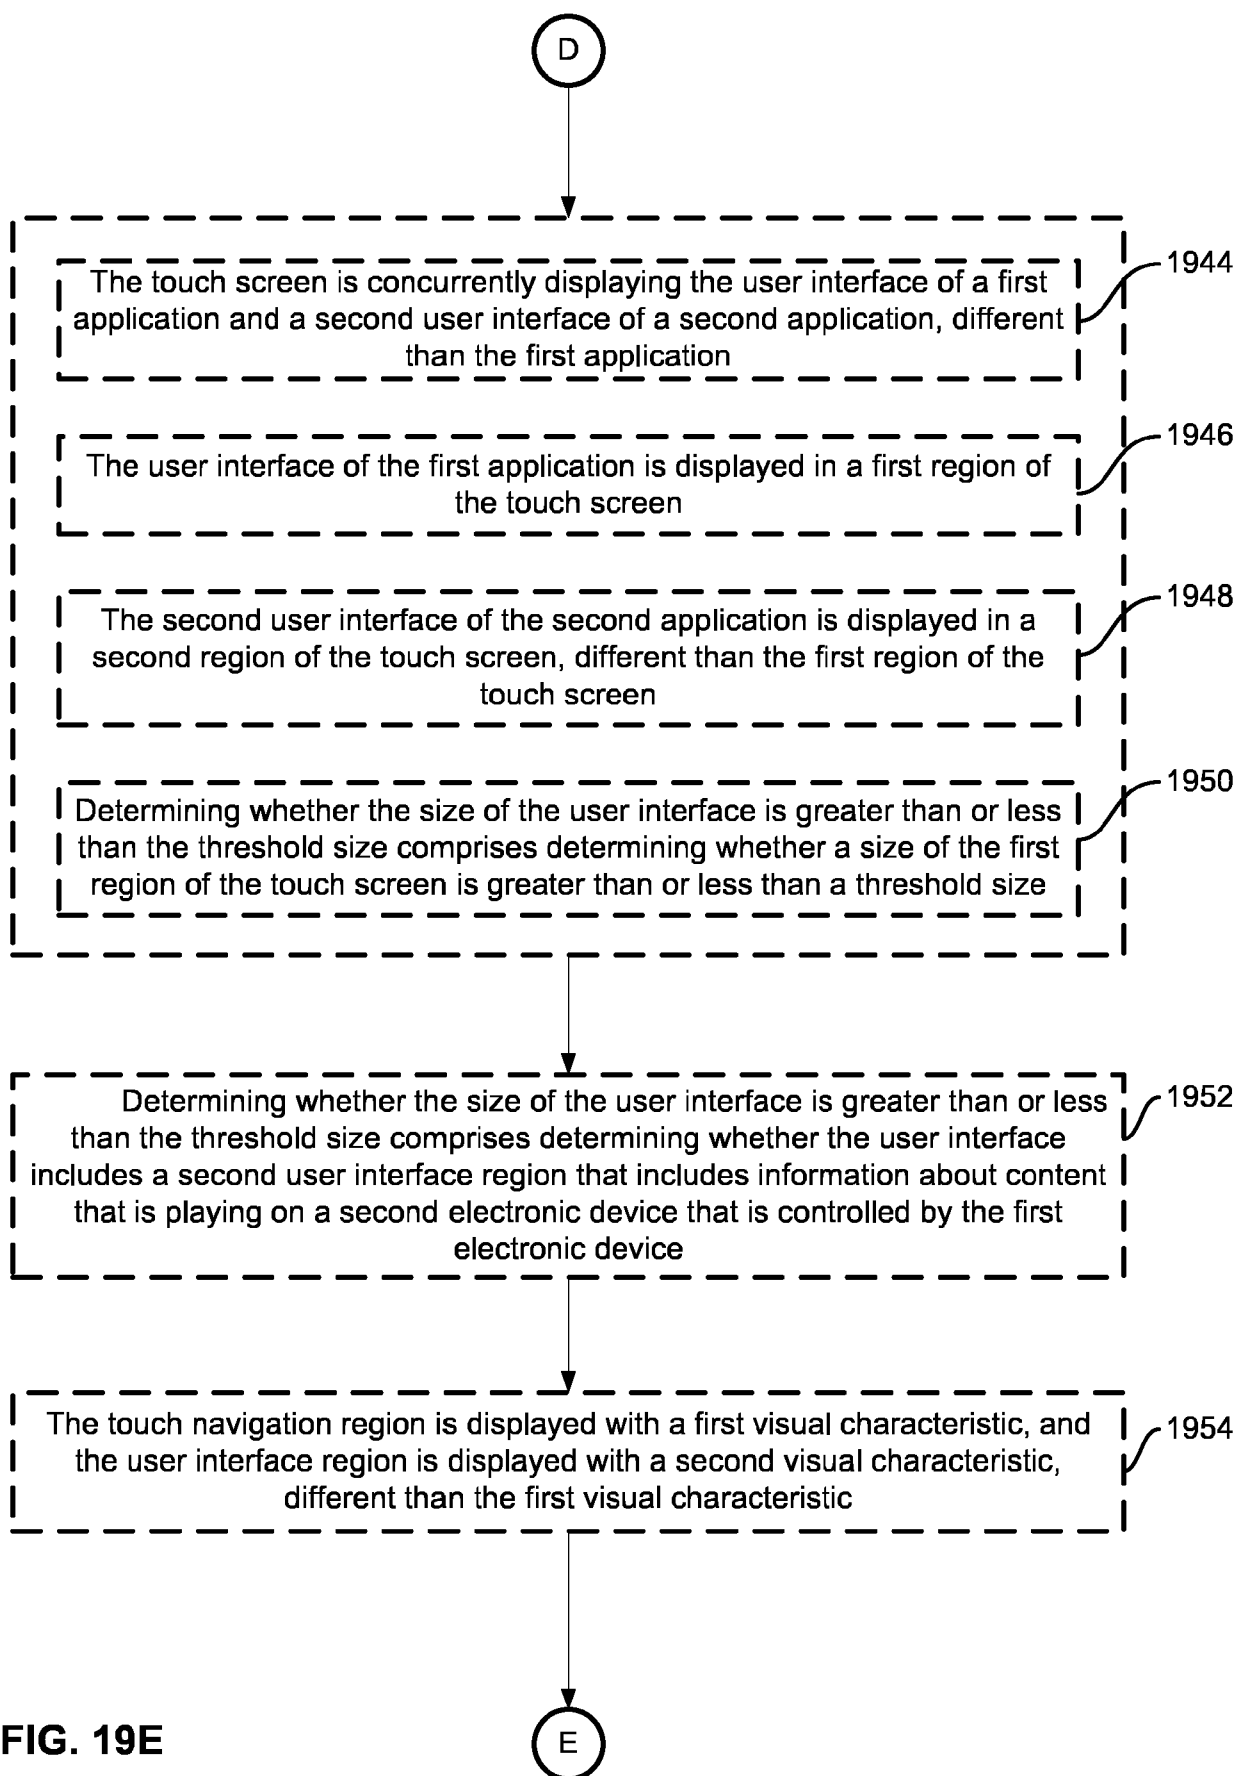 D
The touch screen is concurrently displaying the user interface of a first
application and a second user interface of a second application, different
than the first application
1944
The user interface of the first application is displayed in a first region of
the touch screen
1946
The second user interface of the second application is displayed in a
second region of the touch screen, different than the first region of the
touch screen
1948
Determining whether the size of the user interface is greater than or less
than the threshold size comprises determining whether a size of the first
region of the touch screen is greater than or less than a threshold size
1950
Determining whether the size of the user interface is greater than or less
than the threshold size comprises determining whether the user interface
includes a second user interface region that includes information about content
that is playing on a second electronic device that is controlled by the first
electronic device
1952
The touch navigation region is displayed with a first visual characteristic, and
the user interface region is displayed with a second visual characteristic,
different than the first visual characteristic
1954
FIG. 19E
E